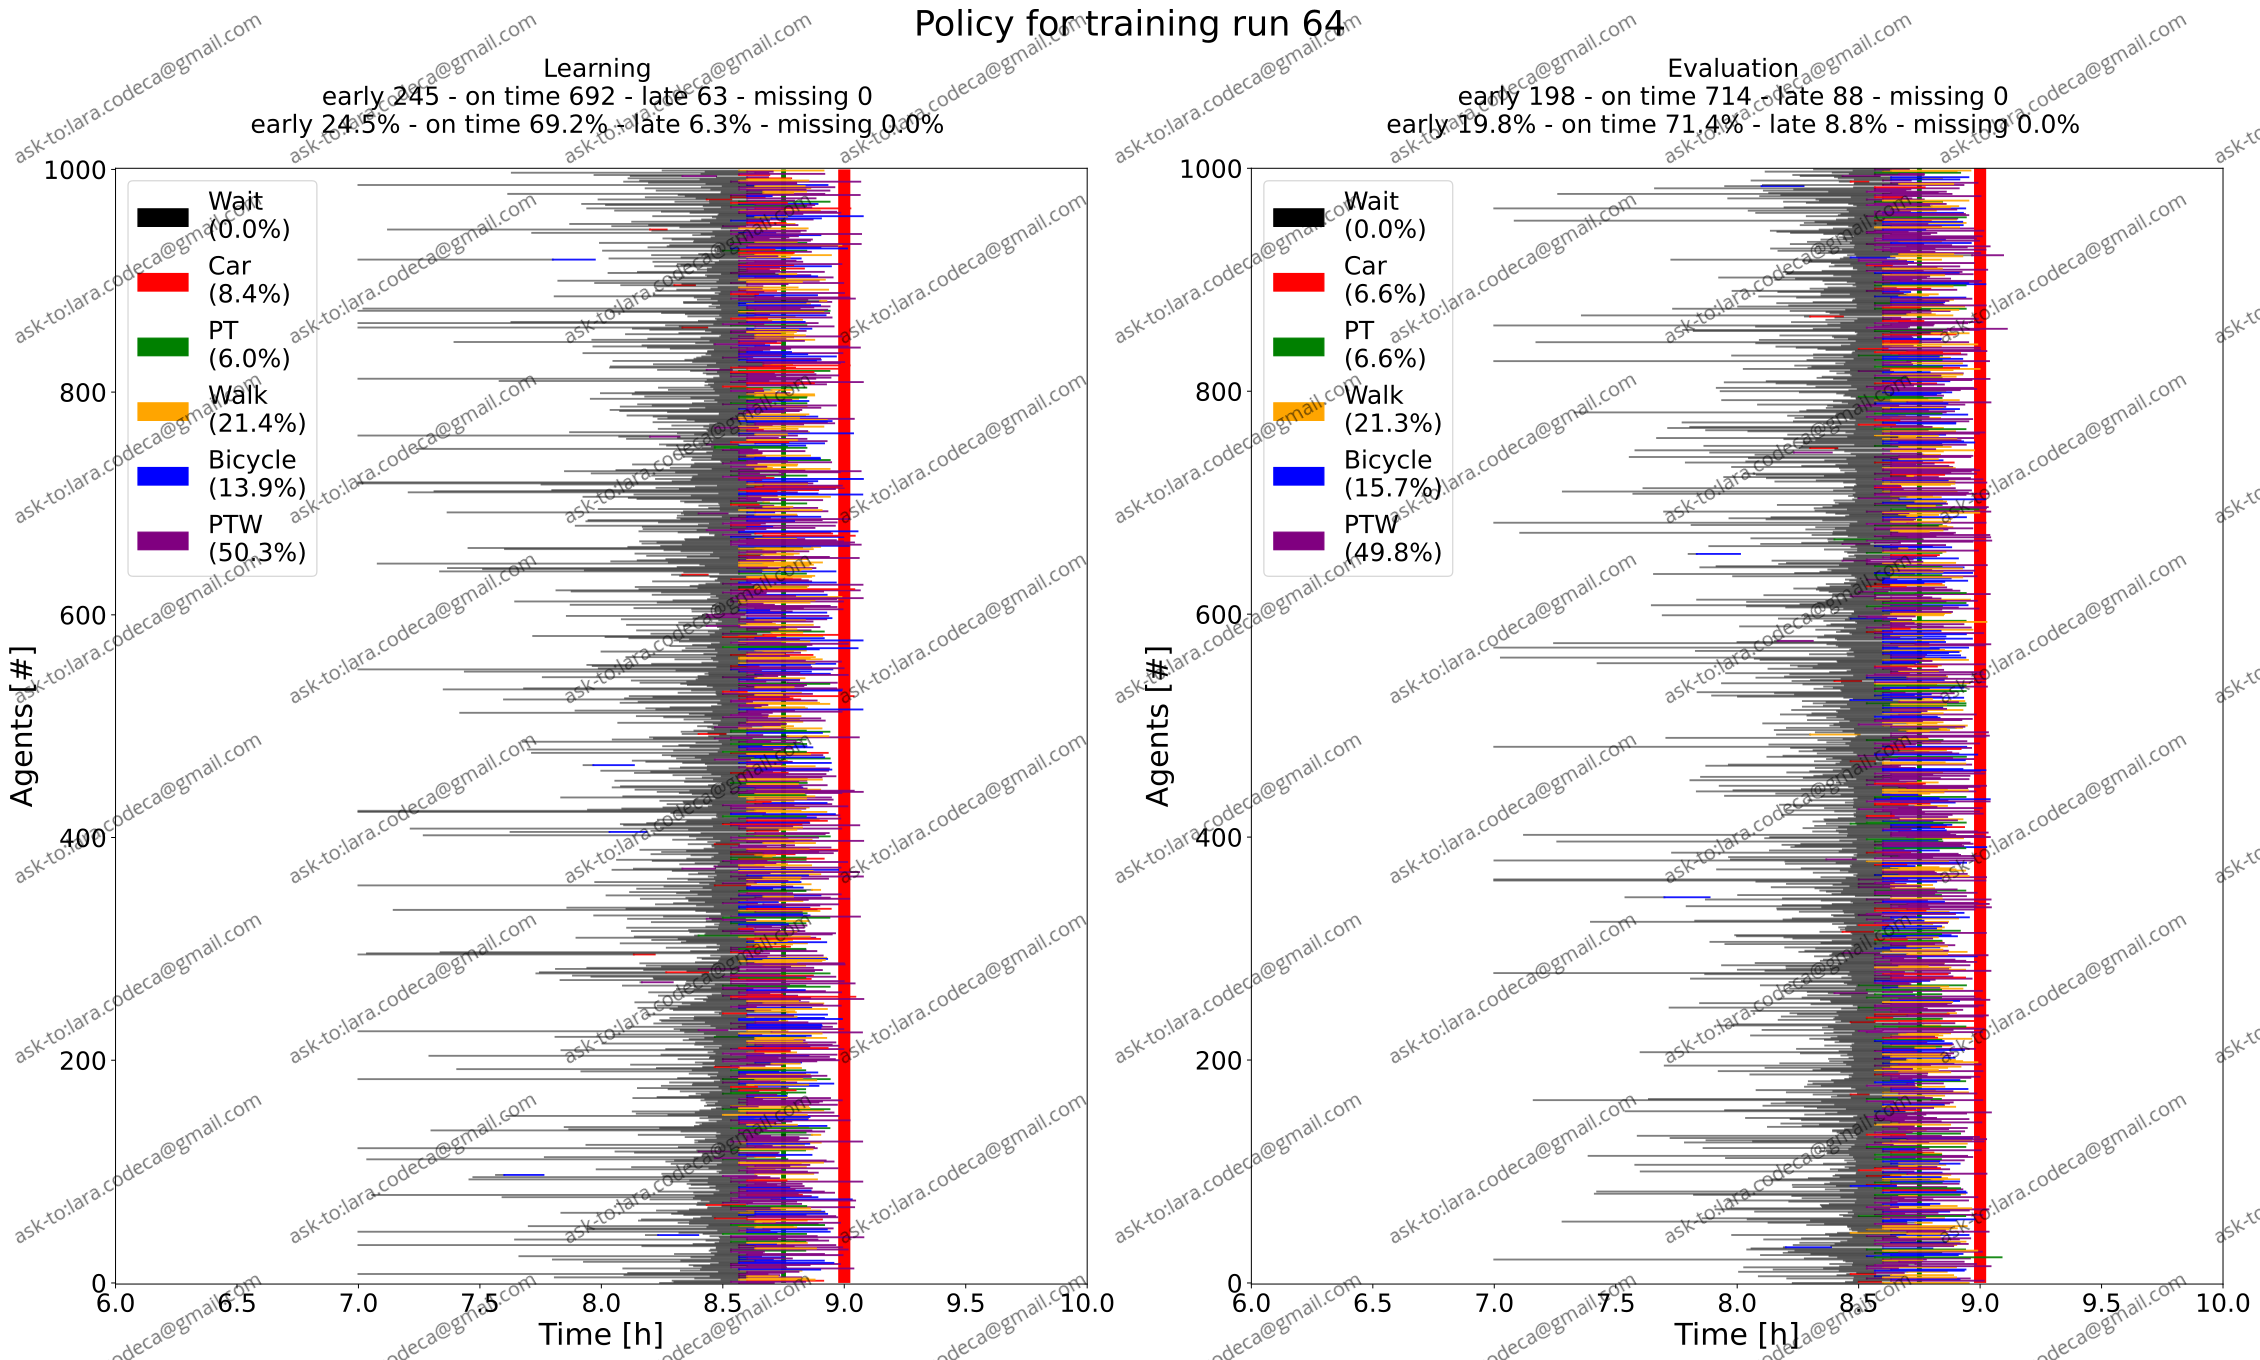 Policy for training run 64
Learning
early 245 - on time 692 - late 63 - missing 0
early 24.5% - on time 69.2% - late 6.3% - missing 0.0%
Agents [#]
1000
800
600
400
200
0
Wait
(0.0%)
Car
(8.4%)
PT
(6.0%)
Walk
(21.4%)
Bicycle
(13.9%)
PTW
(50.3%)
6.0 6.5 7.0 7.5 8.0 8.5 9.0 9.5 10.0
Time [h]
Evaluation
early 198 - on time 714 - late 88 - missing 0
early 19.8% - on time 71.4% - late 8.8% - missing 0.0%
Agents [#]
1000
800
600
400
200
0
Wait
(0.0%)
Car
(6.6%)
PT
(6.6%)
Walk
(21.3%)
Bicycle
(15.7%)
PTW
(49.8%)
6.0 6.5 7.0 7.5 8.0 8.5 9.0 9.5 10.0
Time [h]
ask-to:lara.codeca@gmail.com